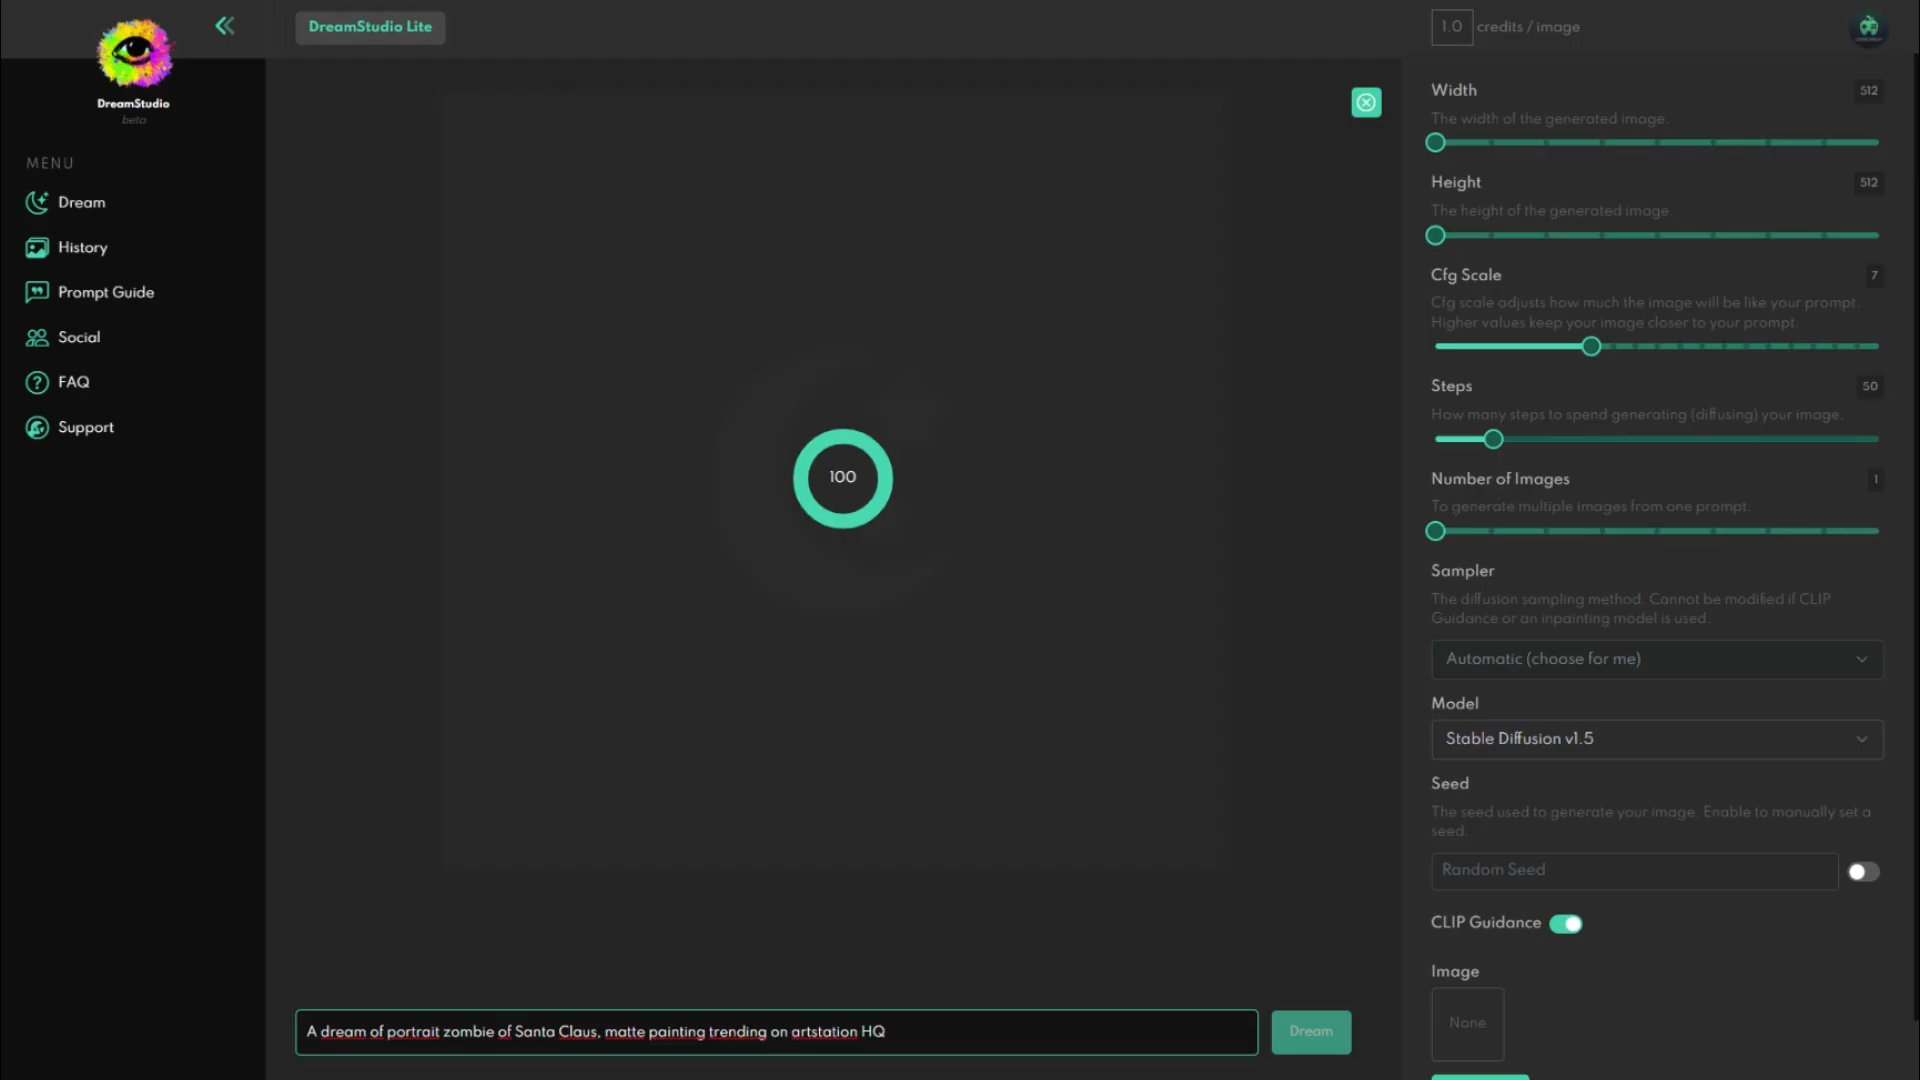 DreamStudio
beta
MENU
Dream
History
Prompt Guide
Social
FAQ
Support
DreamStudio Lite
100
A dream of portrait zombie of Santa Claus, matte painting trending on artstation HQ
Dream
1.0 credits / image
Width 512
The width of the generated image.
Height 512
The height of the generated image.
Cfg Scale 7
Cfg scale adjusts how much the image will be like your prompt.
Higher values keep your image closer to your prompt.
Steps 50
How many steps to spend generating (diffusing) your image.
Number of Images 1
To generate multiple images from one prompt.
Sampler
The diffusion sampling method. Cannot be modified if CLIP
Guidance or an inpainting model is used.
Automatic (choose for me)
Model
Stable Diffusion v1.5
Seed
The seed used to generate your image. Enable to manually set a
seed.
Random Seed
CLIP Guidance
Image
None